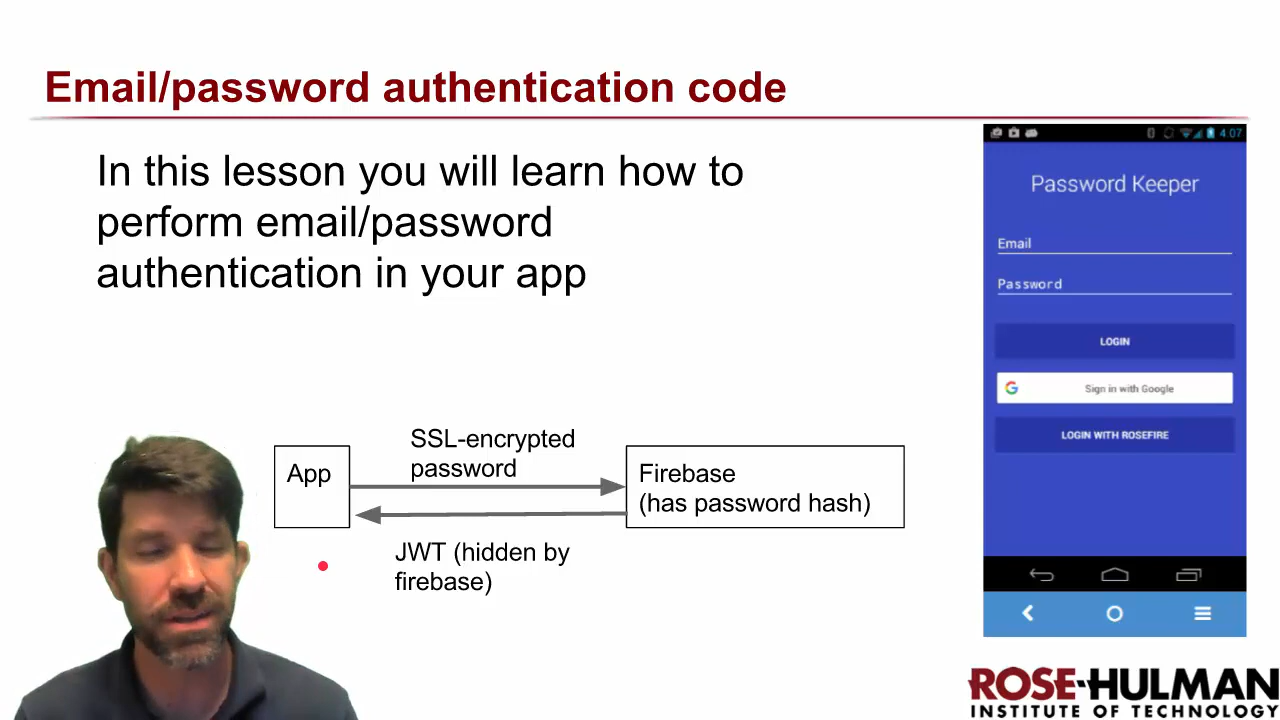 Email/password authentication code
In this lesson you will learn how to
perform email/password
authentication in your app
4:07
Password Keeper
Email
Password
LOGIN
Sign in with Google
LOGIN WITH ROSEFIRE
App
SSL-encrypted
password
Firebase
(has password hash)
JWT (hidden by
firebase)
ROSE-HULMAN
INSTITUTE OF TECHNOLOGY